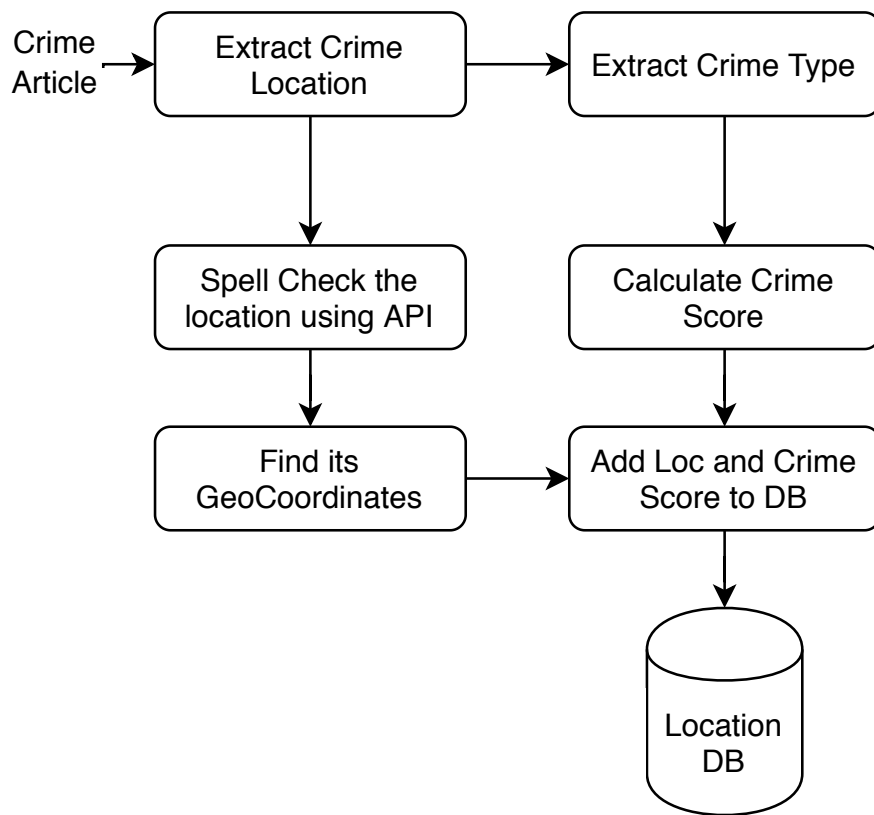 Crime
Article
Extract Crime
Location
Extract Crime Type
Spell Check the
location using API
Calculate Crime
Score
Find its
GeoCoordinates
Add Loc and Crime
Score to DB
Location
DB